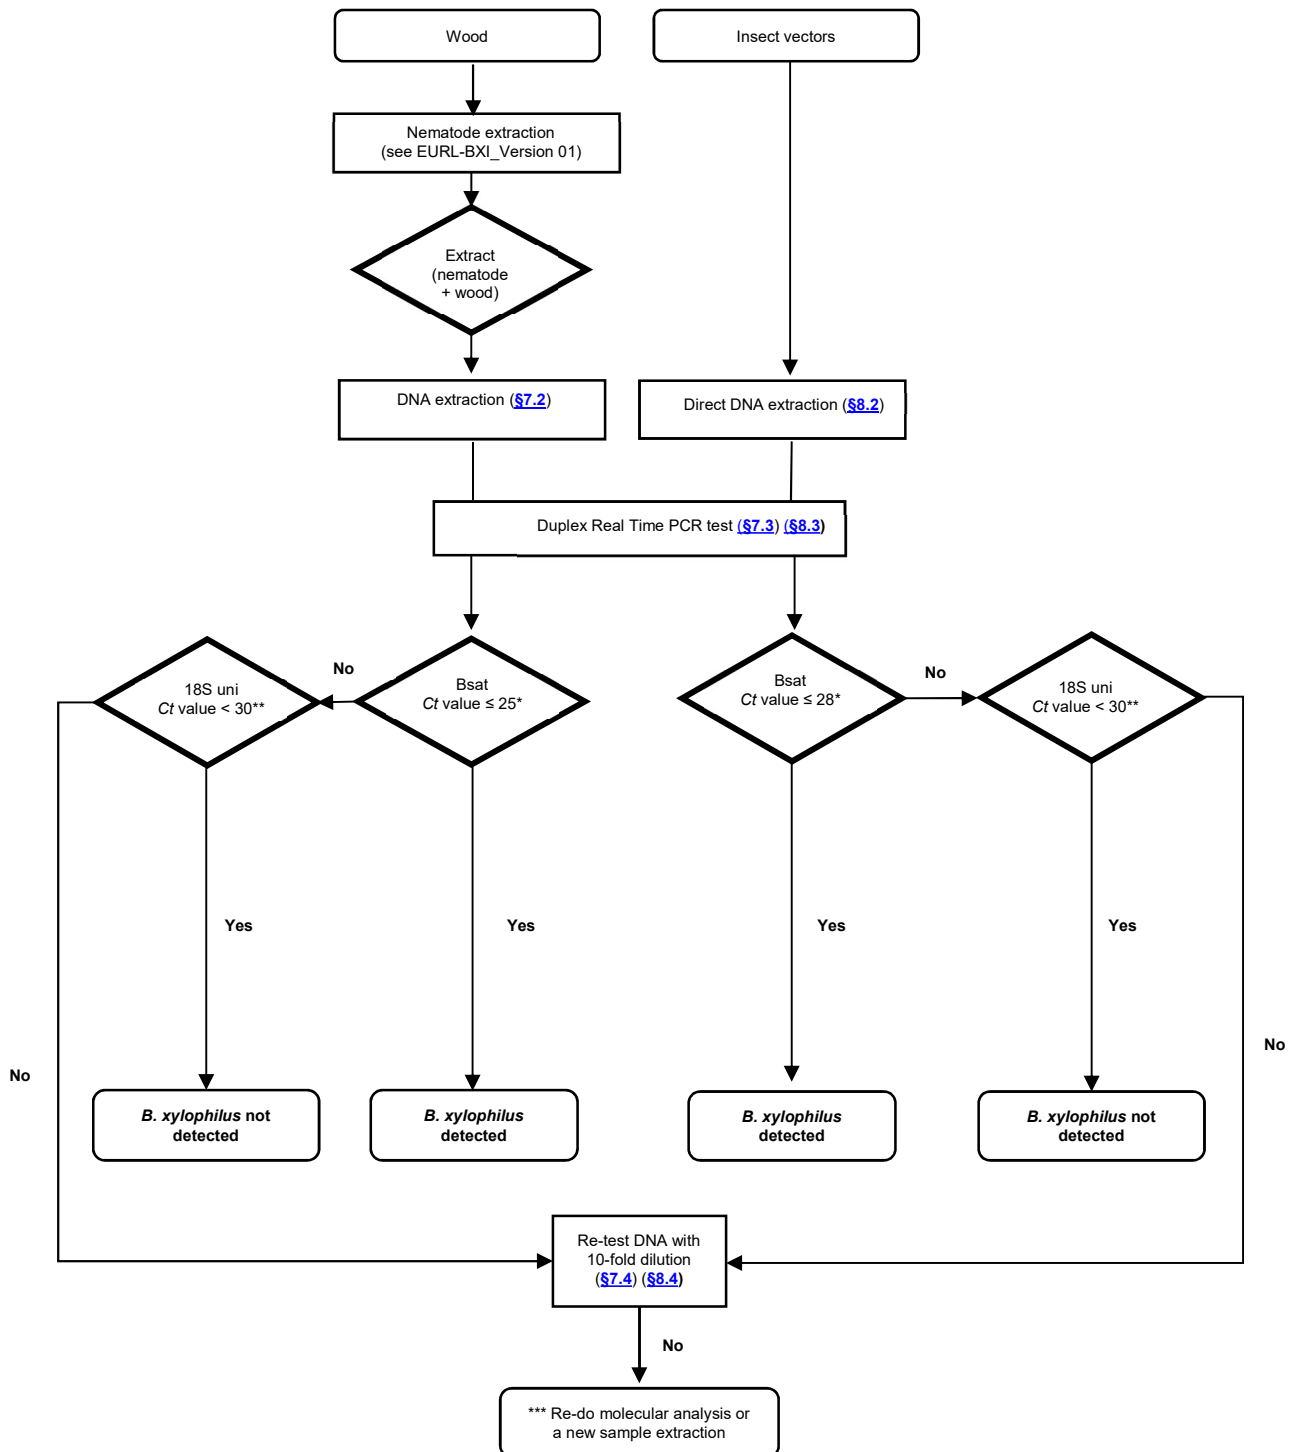 Wood
Insect vectors
Nematode extraction
(see EURL-BXI_Version 01)
Extract
(nematode
+ wood)
DNA extraction (§7.2)
Direct DNA extraction (§8.2)
Duplex Real Time PCR test (§7.3) (§8.3)
18S uni
Ct value < 30**
No
Bsat
Ct value ≤ 25*
Bsat
Ct value ≤ 28*
No
18S uni
Ct value < 30**
Yes
Yes
Yes
Yes
No
No
B. xylophilus not
detected
B. xylophilus
detected
B. xylophilus
detected
B. xylophilus not
detected
Re-test DNA with
10-fold dilution
(§7.4) (§8.4)
No
*** Re-do molecular analysis or
a new sample extraction